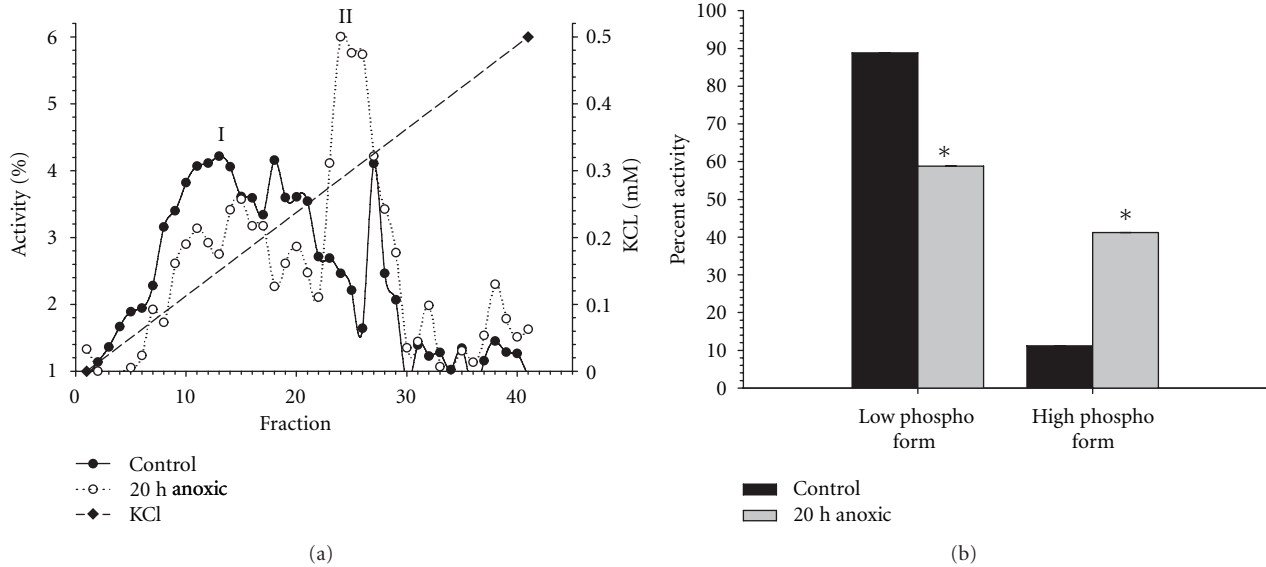 II
I
6
5
4
3
2
1
Activity (%)
0.5
0.4
0.3
0.2
0.1
0
KCL (mM)
0 10 20 30 40
Fraction
Control
20 h anoxic
KCl
(a)
100
90
80
70
60
50
40
30
20
10
0
Percent activity
*
*
Low phospho
form
High phospho
form
Control
20 h anoxic
(b)